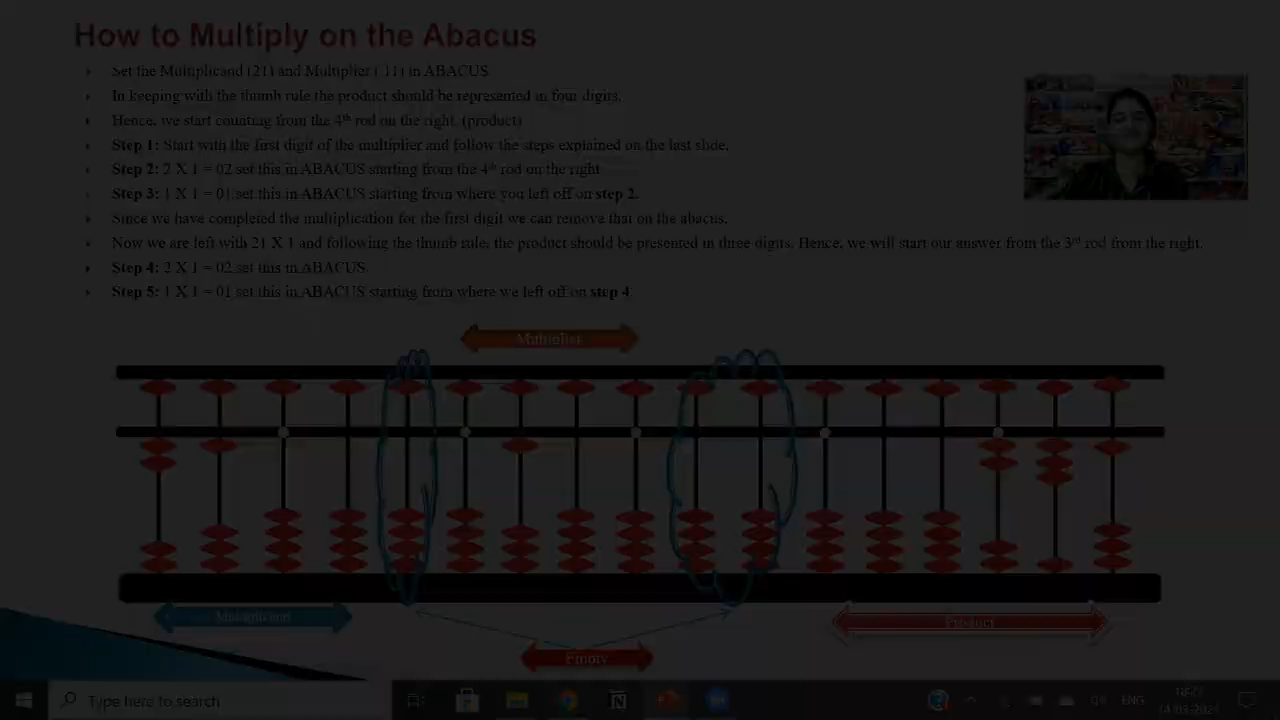 How to Multiply on the Abacus
Set the Multiplicand (21) and Multiplier (11) in ABACUS
In keeping with the thumb rule the product should be represented in four digits.
Hence, we start counting from the 4th rod on the right. (product)
Step 1: Start with the first digit of the multiplier and follow the steps explained on the last slide.
Step 2: 2 X 1 = 02 set this in ABACUS starting from the 4th rod on the right
Step 3: 1 X 1 = 01 set this in ABACUS starting from where you left off on step 2.
Since we have completed the multiplication for the first digit we can remove that on the abacus.
Now we are left with 21 X 1 and following the thumb rule, the product should be presented in three digits. Hence, we will start our answer from the 3rd rod from the right.
Step 4: 2 X 1 = 02 set this in ABACUS.
Step 5: 1 X 1 = 01 set this in ABACUS starting from where we left off on step 4.
Multiplier
Multiplicand
Product
Empty
Type here to search
ENG